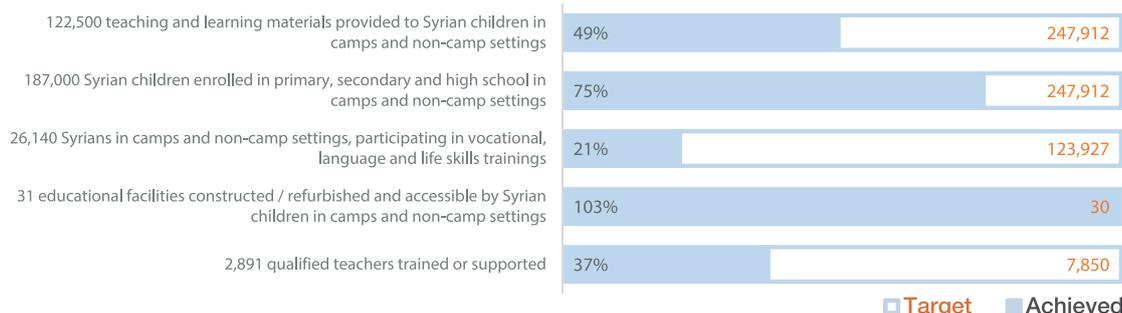 122,500 teaching and learning materials provided to Syrian children in
camps and non-camp settings
49%
247,912
187,000 Syrian children enrolled in primary, secondary and high school in
camps and non-camp settings
75%
247,912
26,140 Syrians in camps and non-camp settings, participating in vocational,
language and life skills trainings
21%
123,927
31 educational facilities constructed / refurbished and accessible by Syrian
children in camps and non-camp settings
103%
30
2,891 qualified teachers trained or supported
37%
7,850
Target Achieved